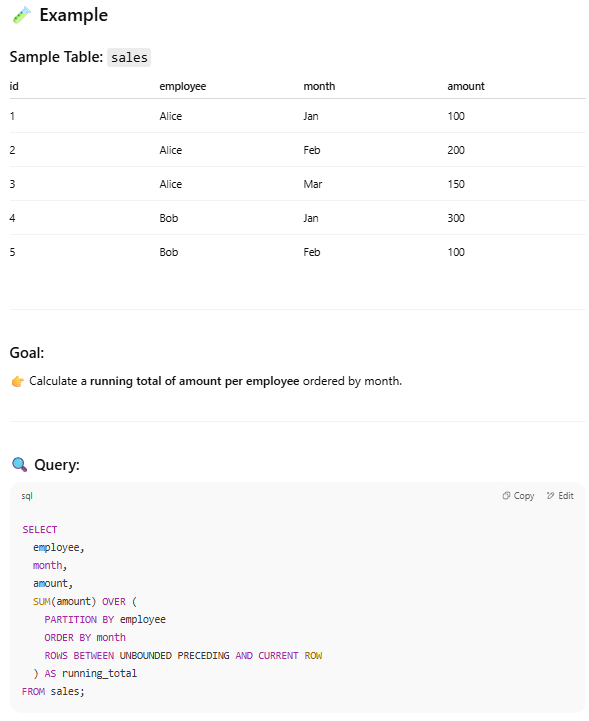 🧪 Example
Sample Table: sales
id employee month amount
1 Alice Jan 100
2 Alice Feb 200
3 Alice Mar 150
4 Bob Jan 300
5 Bob Feb 100
Goal:
👉 Calculate a running total of amount per employee ordered by month.
🔍 Query:
sql Copy Edit
SELECT
  employee,
  month,
  amount,
  SUM(amount) OVER (
    PARTITION BY employee
    ORDER BY month
    ROWS BETWEEN UNBOUNDED PRECEDING AND CURRENT ROW
  ) AS running_total
FROM sales;